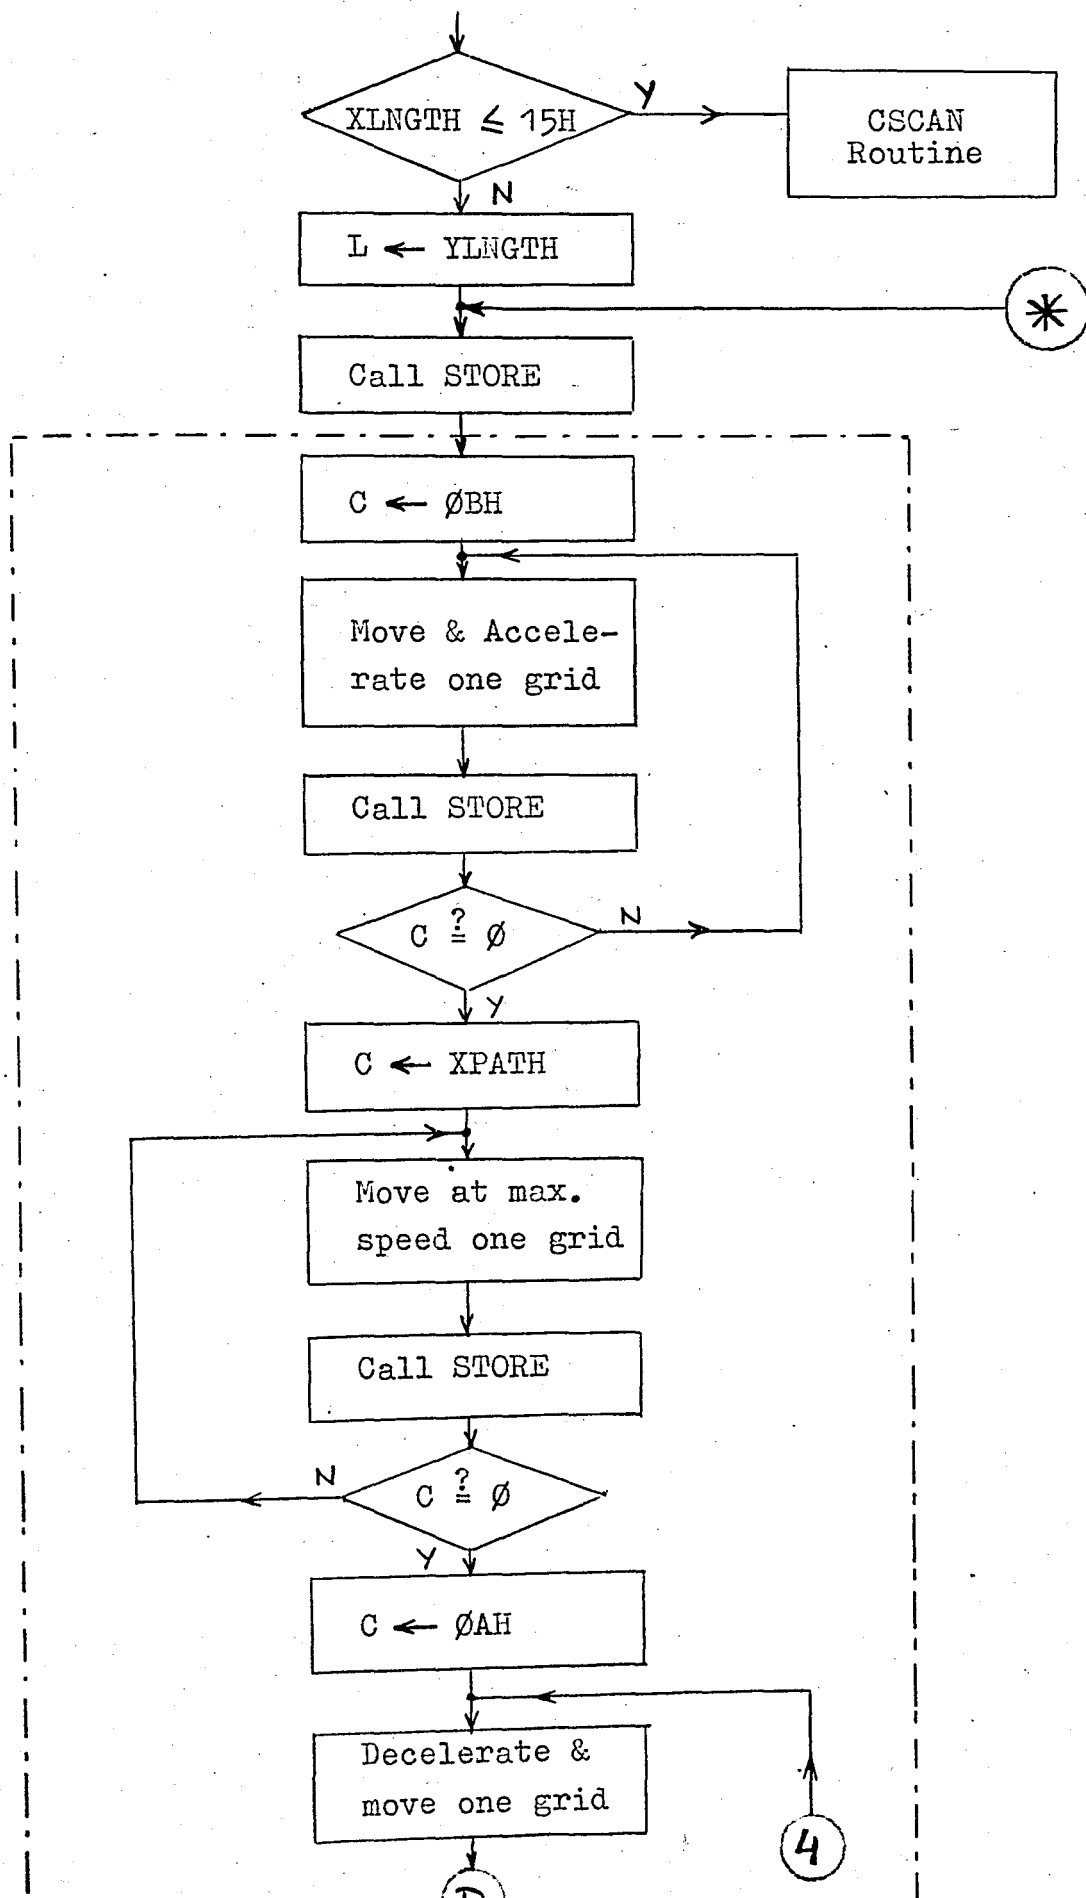 XLNGTH ≤ 15H
Y
CSCAN
Routine
N
L ← YLNGTH
*
Call STORE
C ← ØBH
Move & Accele-
rate one grid
Call STORE
C ≟ Ø
N
Y
C ← XPATH
Move at max.
speed one grid
Call STORE
N
C ≟ Ø
Y
C ← ØAH
Decelerate &
move one grid
4